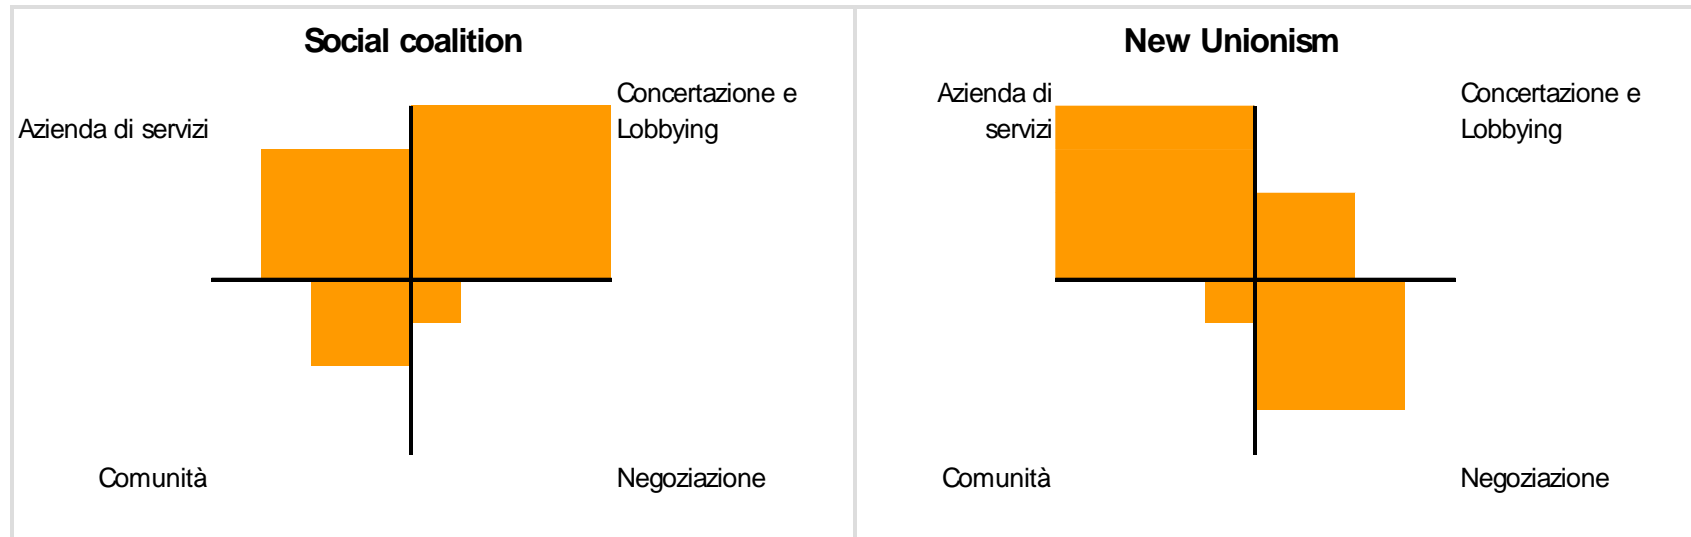 Social coalition
Azienda di servizi
Concertazione e
Lobbying
Comunità
Negoziazione
New Unionism
Azienda di
servizi
Concertazione e
Lobbying
Comunità
Negoziazione